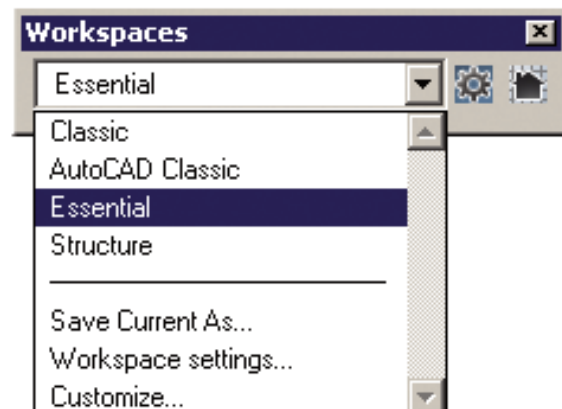 Workspaces
Essential
Classic
AutoCAD Classic
Essential
Structure
Save Current As...
Workspace settings...
Customize...